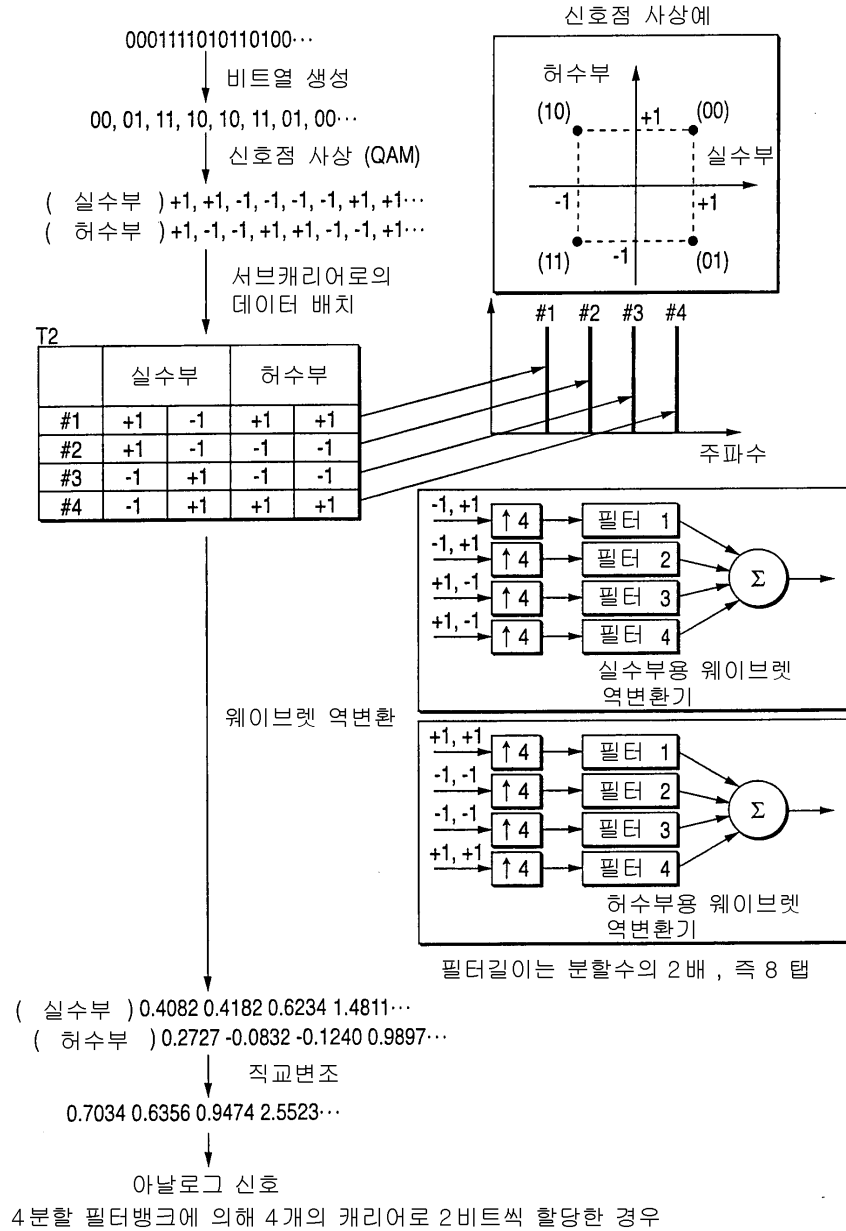 신호점 사상예
0001111010110100···
비트열 생성
00, 01, 11, 10, 10, 11, 01, 00···
신호점 사상 (QAM)
( 실수부 ) +1, +1, -1, -1, -1, -1, +1, +1···
( 허수부 ) +1, -1, -1, +1, +1, -1, -1, +1···
서브캐리어로의
데이터 배치
허수부
(10) +1 (00)
실수부
-1 +1
(11) -1 (01)
#1 #2 #3 #4
주파수
T2
실수부 허수부
#1 +1 -1 +1 +1
#2 +1 -1 -1 -1
#3 -1 +1 -1 -1
#4 -1 +1 +1 +1
-1, +1 ↑4 필터 1
-1, +1 ↑4 필터 2
+1, -1 ↑4 필터 3
+1, -1 ↑4 필터 4
Σ
실수부용 웨이브렛
역변환기
웨이브렛 역변환
+1, +1 ↑4 필터 1
-1, -1 ↑4 필터 2
-1, -1 ↑4 필터 3
+1, +1 ↑4 필터 4
Σ
허수부용 웨이브렛
역변환기
필터길이는 분할수의 2배 , 즉 8 탭
( 실수부 ) 0.4082 0.4182 0.6234 1.4811···
( 허수부 ) 0.2727 -0.0832 -0.1240 0.9897···
직교변조
0.7034 0.6356 0.9474 2.5523···
아날로그 신호
4분할 필터뱅크에 의해 4개의 캐리어로 2비트씩 할당한 경우